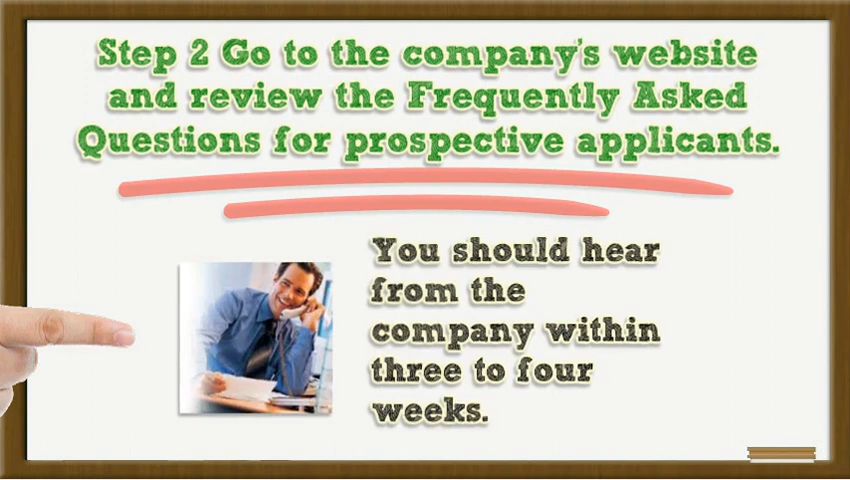 Step 2 Go to the company's website
and review the Frequently Asked
Questions for prospective applicants.
You should hear
from the
company within
three to four
weeks.